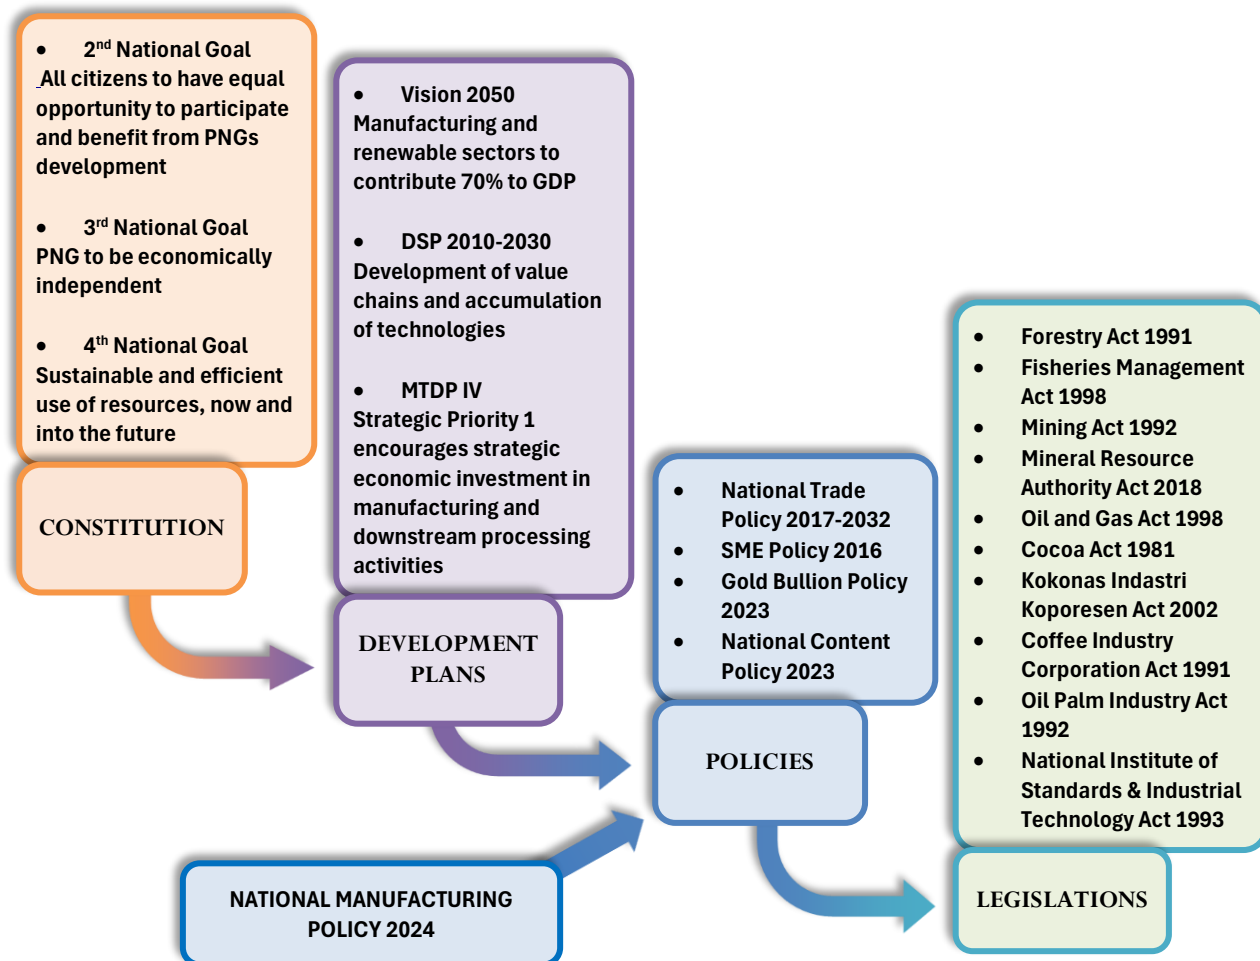 • 2nd National Goal
All citizens to have equal
opportunity to participate
and benefit from PNGs
development
• 3rd National Goal
PNG to be economically
independent
• 4th National Goal
Sustainable and efficient
use of resources, now and
into the future
CONSTITUTION
• Vision 2050
Manufacturing and
renewable sectors to
contribute 70% to GDP
• DSP 2010-2030
Development of value
chains and accumulation
of technologies
• MTDP IV
Strategic Priority 1
encourages strategic
economic investment in
manufacturing and
downstream processing
activities
DEVELOPMENT
PLANS
• National Trade
Policy 2017-2032
• SME Policy 2016
• Gold Bullion Policy
2023
• National Content
Policy 2023
POLICIES
• Forestry Act 1991
• Fisheries Management
Act 1998
• Mining Act 1992
• Mineral Resource
Authority Act 2018
• Oil and Gas Act 1998
• Cocoa Act 1981
• Kokonas Indastri
Koporesen Act 2002
• Coffee Industry
Corporation Act 1991
• Oil Palm Industry Act
1992
• National Institute of
Standards & Industrial
Technology Act 1993
LEGISLATIONS
NATIONAL MANUFACTURING
POLICY 2024